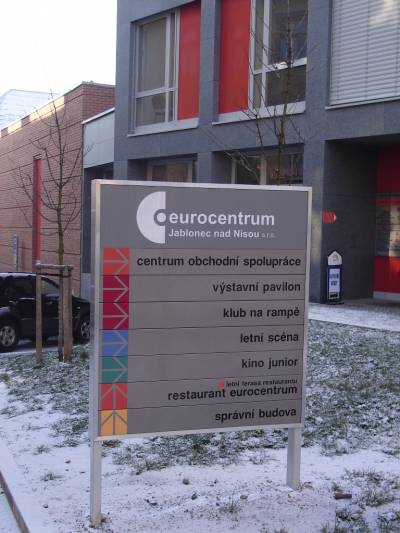 eurocentrum
Jablonec nad Nisou s.r.o.
centrum obchodní spolupráce
výstavní pavilon
klub na rampě
letní scéna
kino junior
letní terasa restaurantu
restaurant eurocentrum
správní budova